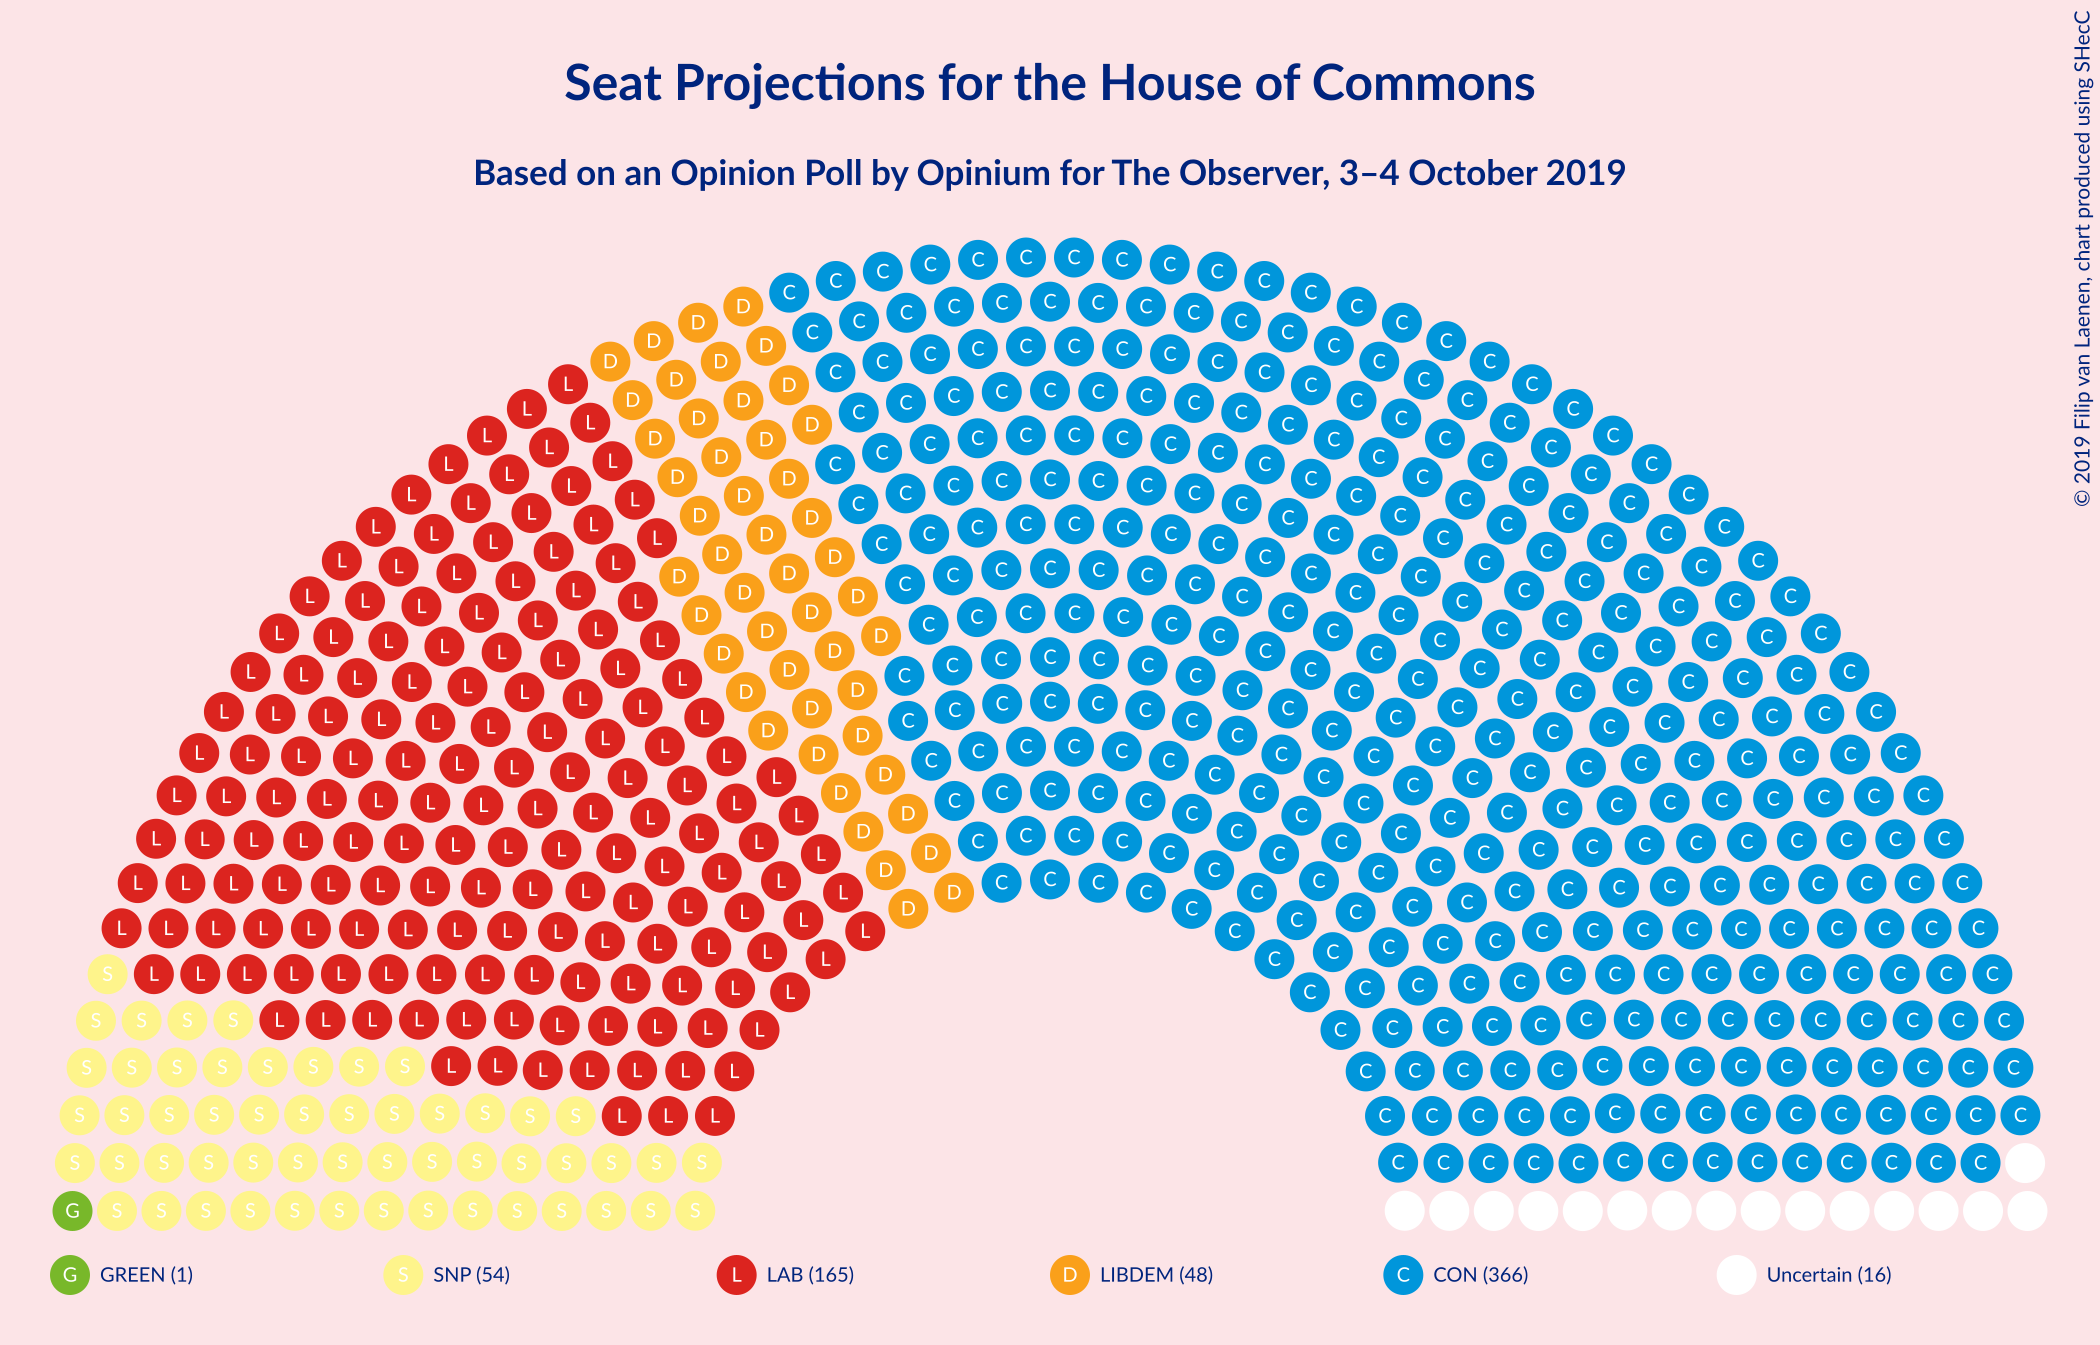 Seat Projections for the House of Commons
Based on an Opinion Poll by Opinium for The Observer, 3–4 October 2019
© 2019 Filip van Laenen, chart produced using SHecC
G GREEN (1)
S SNP (54)
L LAB (165)
D LIBDEM (48)
C CON (366)
Uncertain (16)